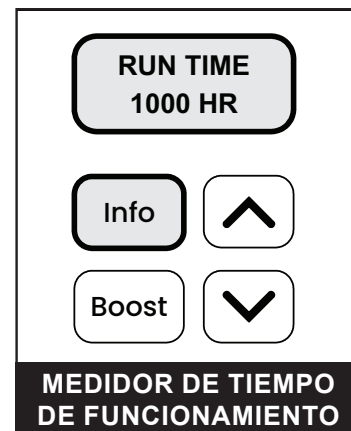 RUN TIME
1000 HR
Info
Boost
MEDIDOR DE TIEMPO
DE FUNCIONAMIENTO